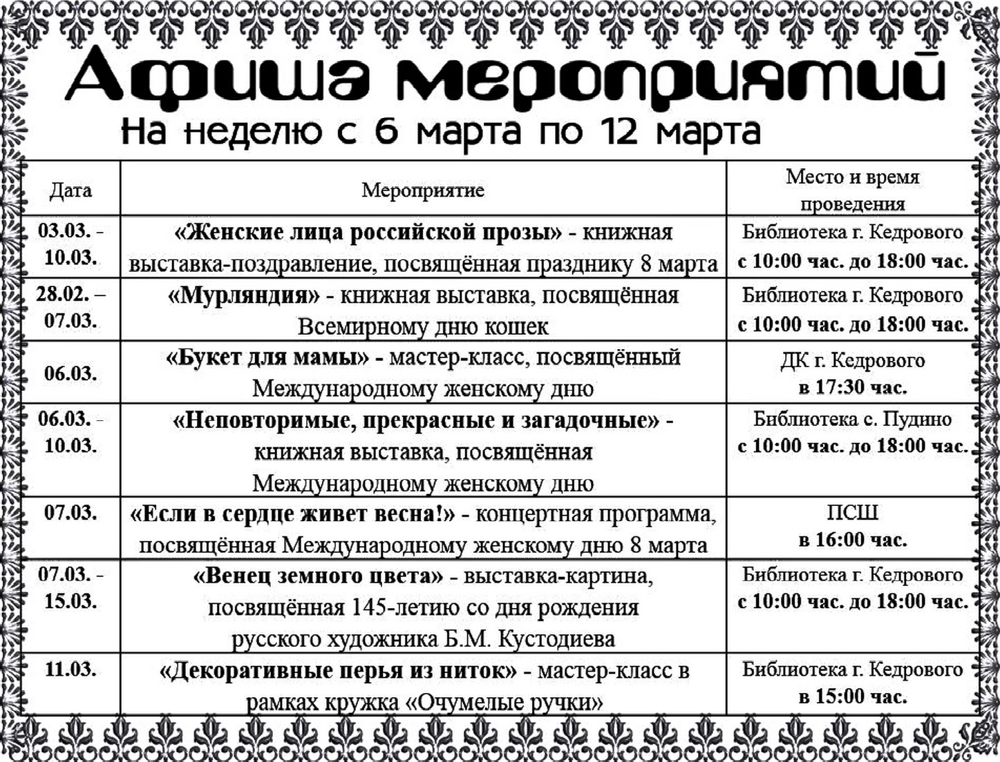 Афиша мероприятий
На неделю с 6 марта по 12 марта
Дата
Мероприятие
Место и время
проведения
03.03. -
10.03.
«Женские лица российской прозы» - книжная
выставка-поздравление, посвящённая празднику 8 марта
Библиотека г. Кедрового
с 10:00 час. до 18:00 час.
28.02. –
07.03.
«Мурляндия» - книжная выставка, посвящённая
Всемирному дню кошек
Библиотека г. Кедрового
с 10:00 час. до 18:00 час.
06.03.
«Букет для мамы» - мастер-класс, посвящённый
Международному женскому дню
ДК г. Кедрового
в 17:30 час.
06.03. -
10.03.
«Неповторимые, прекрасные и загадочные» -
книжная выставка, посвящённая
Международному женскому дню
Библиотека с. Пудино
с 10:00 час. до 18:00 час.
07.03.
«Если в сердце живет весна!» - концертная программа,
посвящённая Международному женскому дню 8 марта
ПСШ
в 16:00 час.
07.03. -
15.03.
«Венец земного цвета» - выставка-картина,
посвящённая 145-летию со дня рождения
русского художника Б.М. Кустодиева
Библиотека г. Кедрового
с 10:00 час. до 18:00 час.
11.03.
«Декоративные перья из ниток» - мастер-класс в
рамках кружка «Очумелые ручки»
Библиотека г. Кедрового
в 15:00 час.